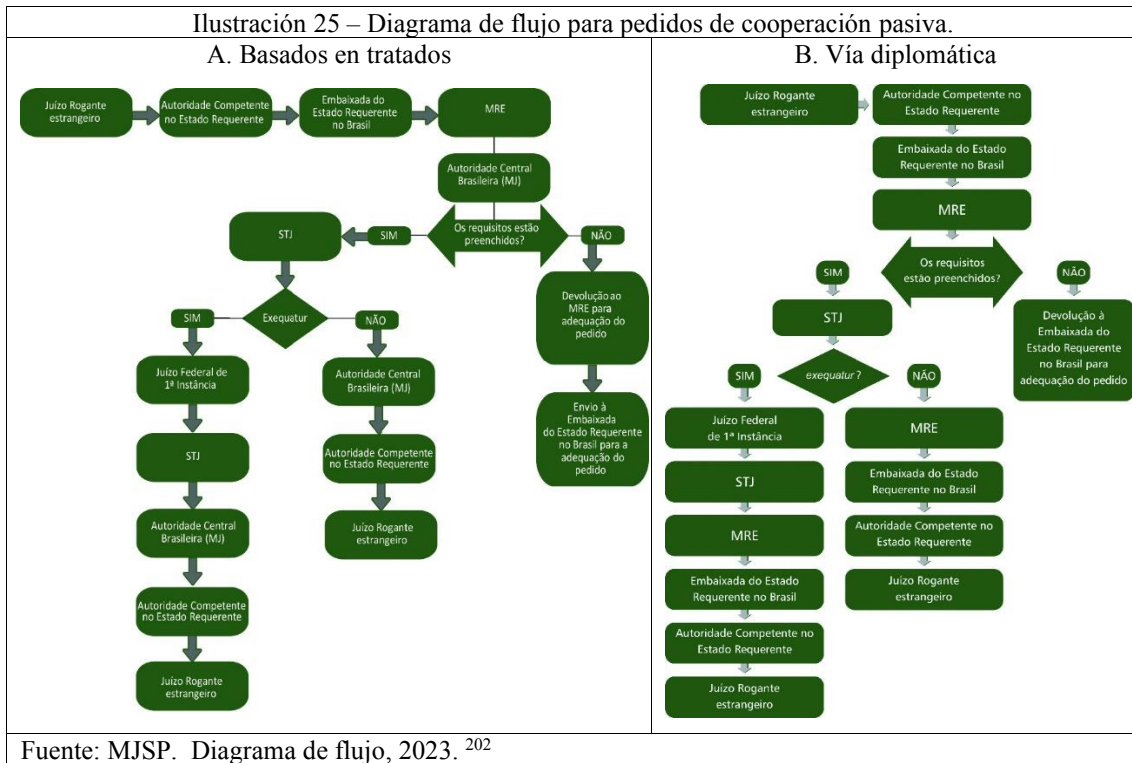 Ilustración 25 – Diagrama de flujo para pedidos de cooperación pasiva.
A. Basados en tratados
Juízo Rogante
estrangeiro
Autoridade Competente
no Estado Requerente
Embaixada do
Estado Requerente
no Brasil
MRE
Autoridade Central
Brasileira (MJ)
Os requisitos estão
preenchidos?
SIM
NÃO
STJ
Devolução ao
MRE para
adequação do
pedido
Envio à
Embaixada
do Estado Requerente
no Brasil para a
adequação do
pedido
Exequatur
SIM
NÃO
Juízo Federal de
1ª Instância
STJ
Autoridade Central
Brasileira (MJ)
Autoridade Competente
no Estado Requerente
Juízo Rogante
estrangeiro
Autoridade Central
Brasileira (MJ)
Autoridade Competente
no Estado Requerente
Juízo Rogante
estrangeiro
B. Vía diplomática
Juízo Rogante
estrangeiro
Autoridade Competente no
Estado Requerente
Embaixada do Estado
Requerente no Brasil
MRE
Os requisitos
estão preenchidos?
SIM
NÃO
STJ
Devolução à
Embaixada do
Estado Requerente
no Brasil para
adequação do pedido
exequatur ?
SIM
NÃO
Juízo Federal
de 1ª Instância
STJ
MRE
Embaixada do Estado
Requerente no Brasil
Autoridade Competente no
Estado Requerente
Juízo Rogante
estrangeiro
MRE
Embaixada do Estado
Requerente no Brasil
Autoridade Competente no
Estado Requerente
Juízo Rogante
estrangeiro
Fuente: MJSP. Diagrama de flujo, 2023. 202